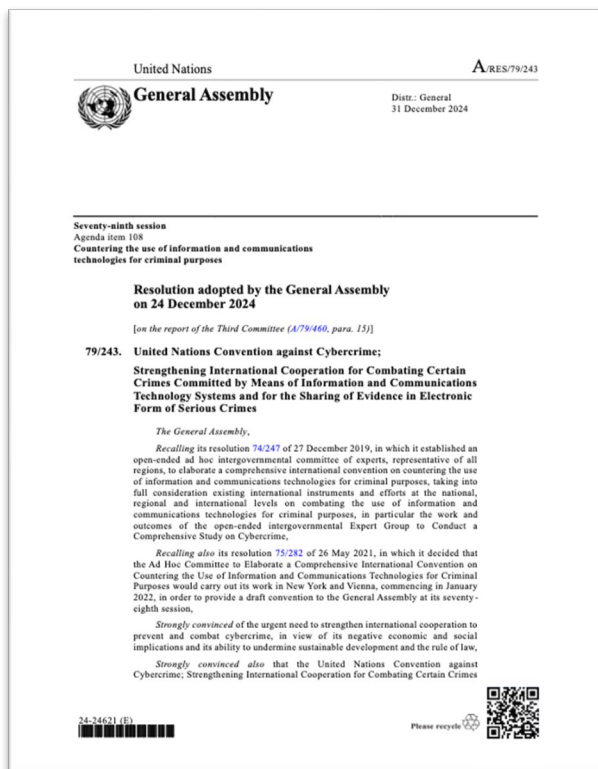 United Nations
A/RES/79/243
General Assembly
Distr.: General
31 December 2024
Seventy-ninth session
Agenda item 108
Countering the use of information and communications
technologies for criminal purposes
Resolution adopted by the General Assembly
on 24 December 2024
[on the report of the Third Committee (A/79/460, para. 15)]
79/243. United Nations Convention against Cybercrime;
Strengthening International Cooperation for Combating Certain
Crimes Committed by Means of Information and Communications
Technology Systems and for the Sharing of Evidence in Electronic
Form of Serious Crimes
The General Assembly,
Recalling its resolution 74/247 of 27 December 2019, in which it established an
open-ended ad hoc intergovernmental committee of experts, representative of all
regions, to elaborate a comprehensive international convention on countering the use
of information and communications technologies for criminal purposes, taking into
full consideration existing international instruments and efforts at the national,
regional and international levels on combating the use of information and
communications technologies for criminal purposes, in particular the work and
outcomes of the open-ended intergovernmental Expert Group to Conduct a
Comprehensive Study on Cybercrime,
Recalling also its resolution 75/282 of 26 May 2021, in which it decided that
the Ad Hoc Committee to Elaborate a Comprehensive International Convention on
Countering the Use of Information and Communications Technologies for Criminal
Purposes would carry out its work in New York and Vienna, commencing in January
2022, in order to provide a draft convention to the General Assembly at its seventy-
eighth session,
Strongly convinced of the urgent need to strengthen international cooperation to
prevent and combat cybercrime, in view of its negative economic and social
implications and its ability to undermine sustainable development and the rule of law,
Strongly convinced also that the United Nations Convention against
Cybercrime; Strengthening International Cooperation for Combating Certain Crimes
24-24621 (E)
Please recycle